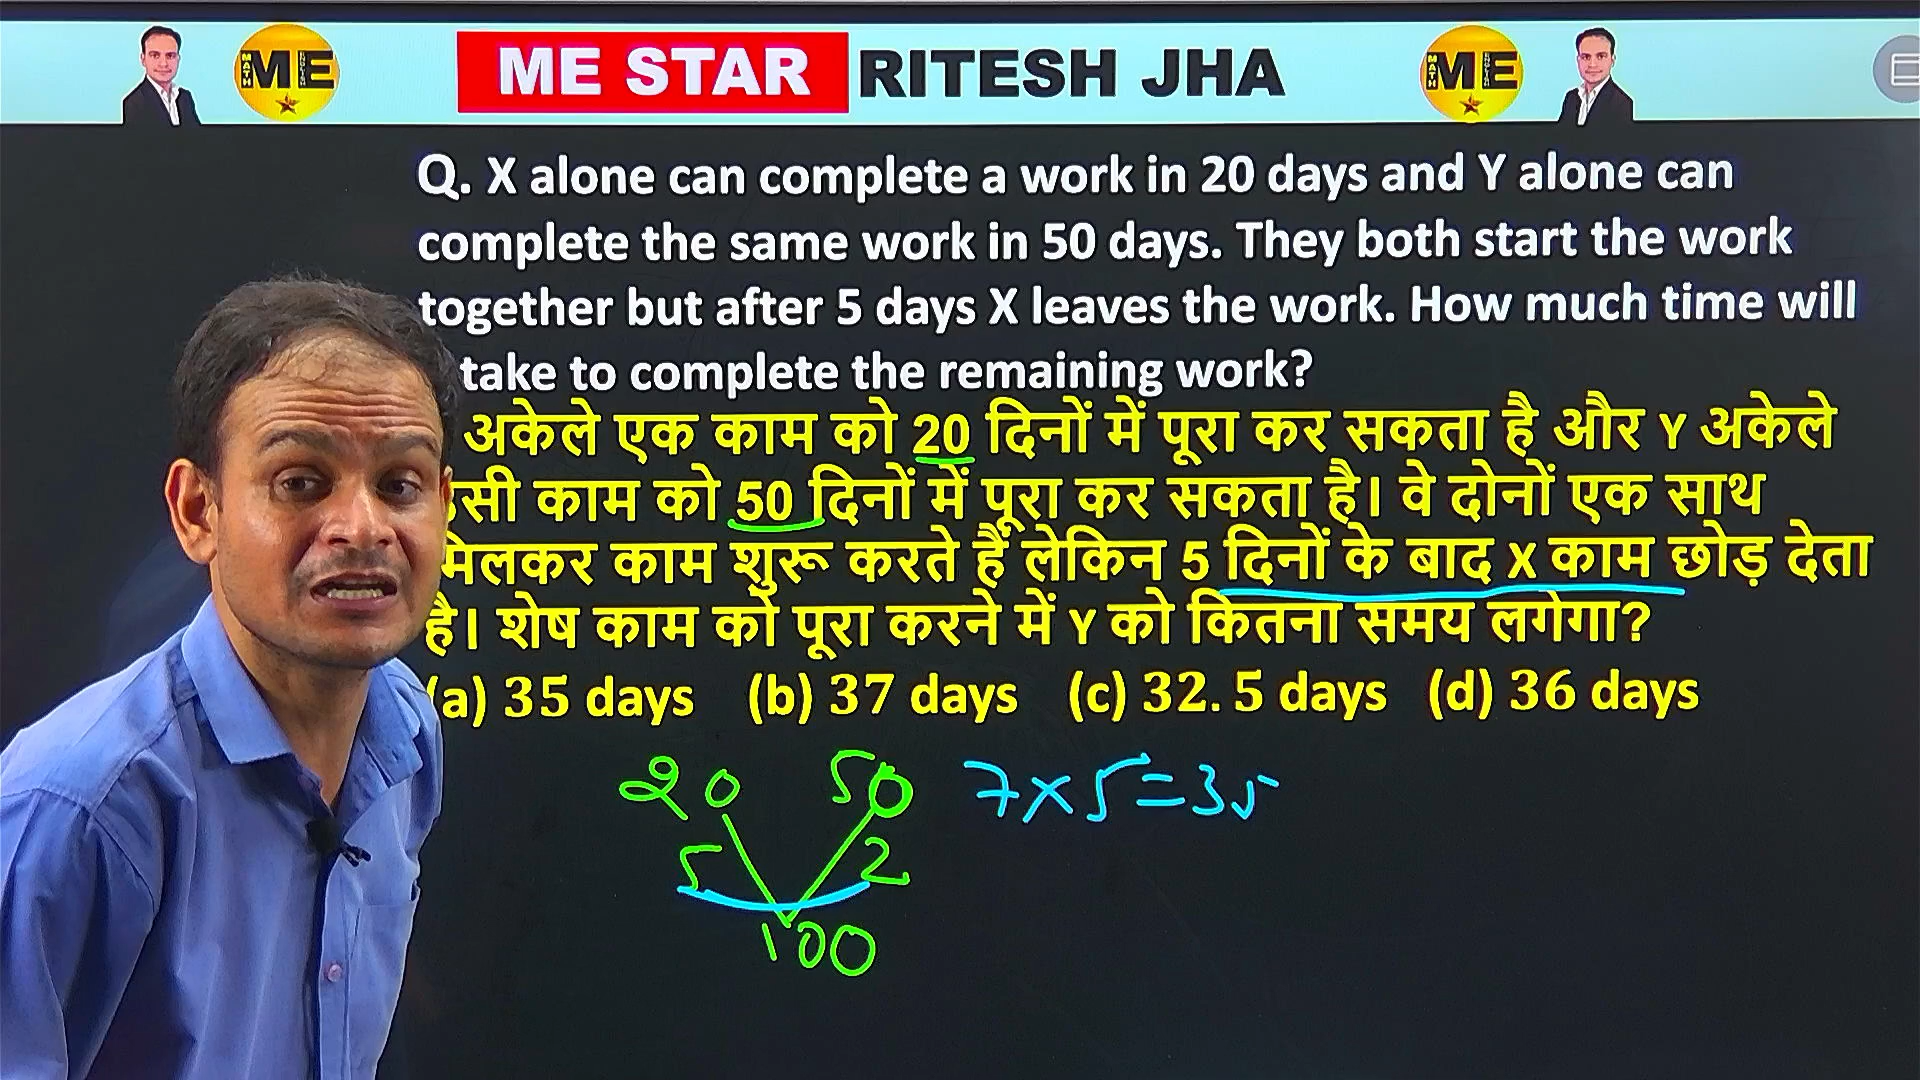 ME STAR RITESH JHA
MATH ME ENGLISH
MATH ME ENGLISH
Q. X alone can complete a work in 20 days and Y alone can
complete the same work in 50 days. They both start the work
together but after 5 days X leaves the work. How much time will
take to complete the remaining work?
अकेले एक काम को 20 दिनों में पूरा कर सकता है और Y अकेले
सी काम को 50 दिनों में पूरा कर सकता है। वे दोनों एक साथ
मिलकर काम शुरू करते हैं लेकिन 5 दिनों के बाद X काम छोड़ देता
है। शेष काम को पूरा करने में Y को कितना समय लगेगा?
(a) 35 days (b) 37 days (c) 32. 5 days (d) 36 days
20 50 7×5=35
5 2
100